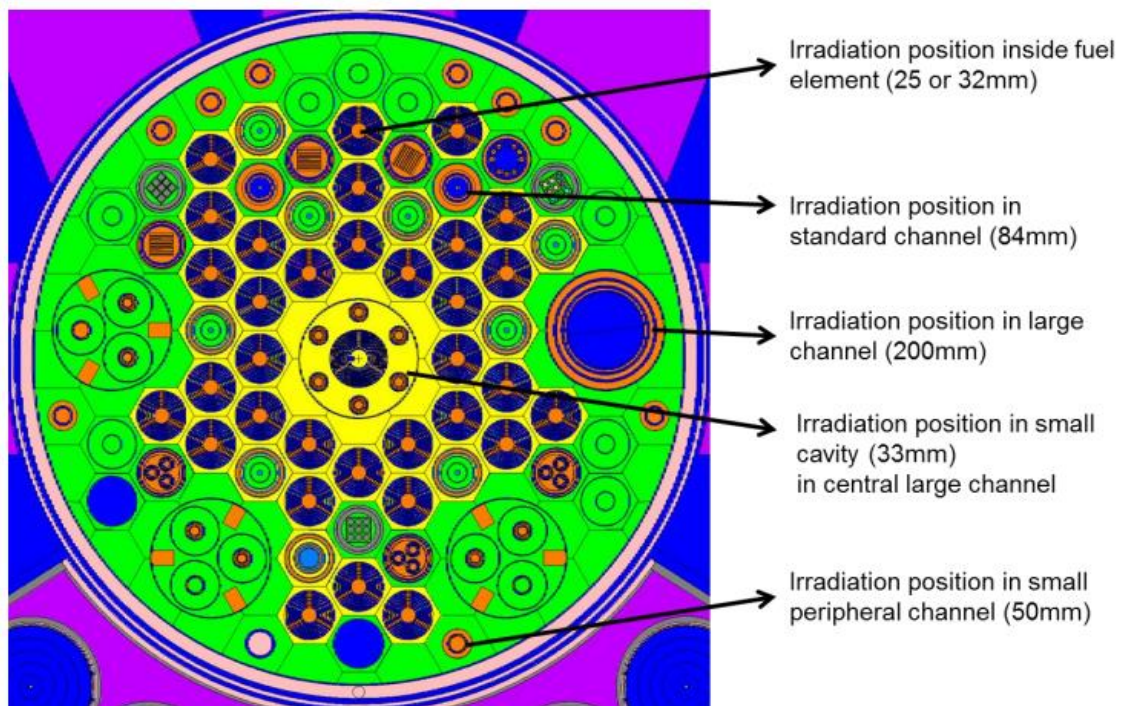 Irradiation position inside fuel
element (25 or 32mm)
Irradiation position in
standard channel (84mm)
Irradiation position in large
channel (200mm)
Irradiation position in small
cavity (33mm)
in central large channel
Irradiation position in small
peripheral channel (50mm)